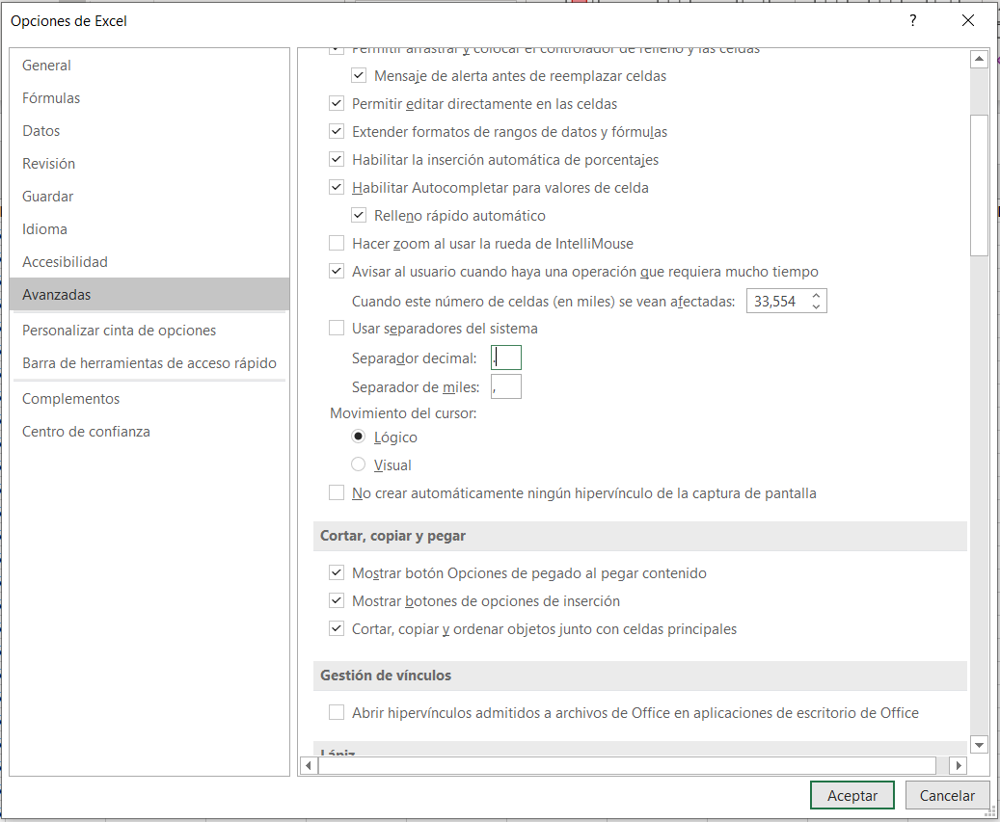 Opciones de Excel
?
General
Fórmulas
Datos
Revisión
Guardar
Idioma
Accesibilidad
Avanzadas
Personalizar cinta de opciones
Barra de herramientas de acceso rápido
Complementos
Centro de confianza
Permitir arrastrar y colocar el controlador de relleno y las celdas
Mensaje de alerta antes de reemplazar celdas
Permitir editar directamente en las celdas
Extender formatos de rangos de datos y fórmulas
Habilitar la inserción automática de porcentajes
Habilitar Autocompletar para valores de celda
Relleno rápido automático
Hacer zoom al usar la rueda de IntelliMouse
Avisar al usuario cuando haya una operación que requiera mucho tiempo
Cuando este número de celdas (en miles) se vean afectadas: 33,554
Usar separadores del sistema
Separador decimal: .
Separador de miles: ,
Movimiento del cursor:
Lógico
Visual
No crear automáticamente ningún hipervínculo de la captura de pantalla
Cortar, copiar y pegar
Mostrar botón Opciones de pegado al pegar contenido
Mostrar botones de opciones de inserción
Cortar, copiar y ordenar objetos junto con celdas principales
Gestión de vínculos
Abrir hipervínculos admitidos a archivos de Office en aplicaciones de escritorio de Office
Lápiz
Aceptar
Cancelar